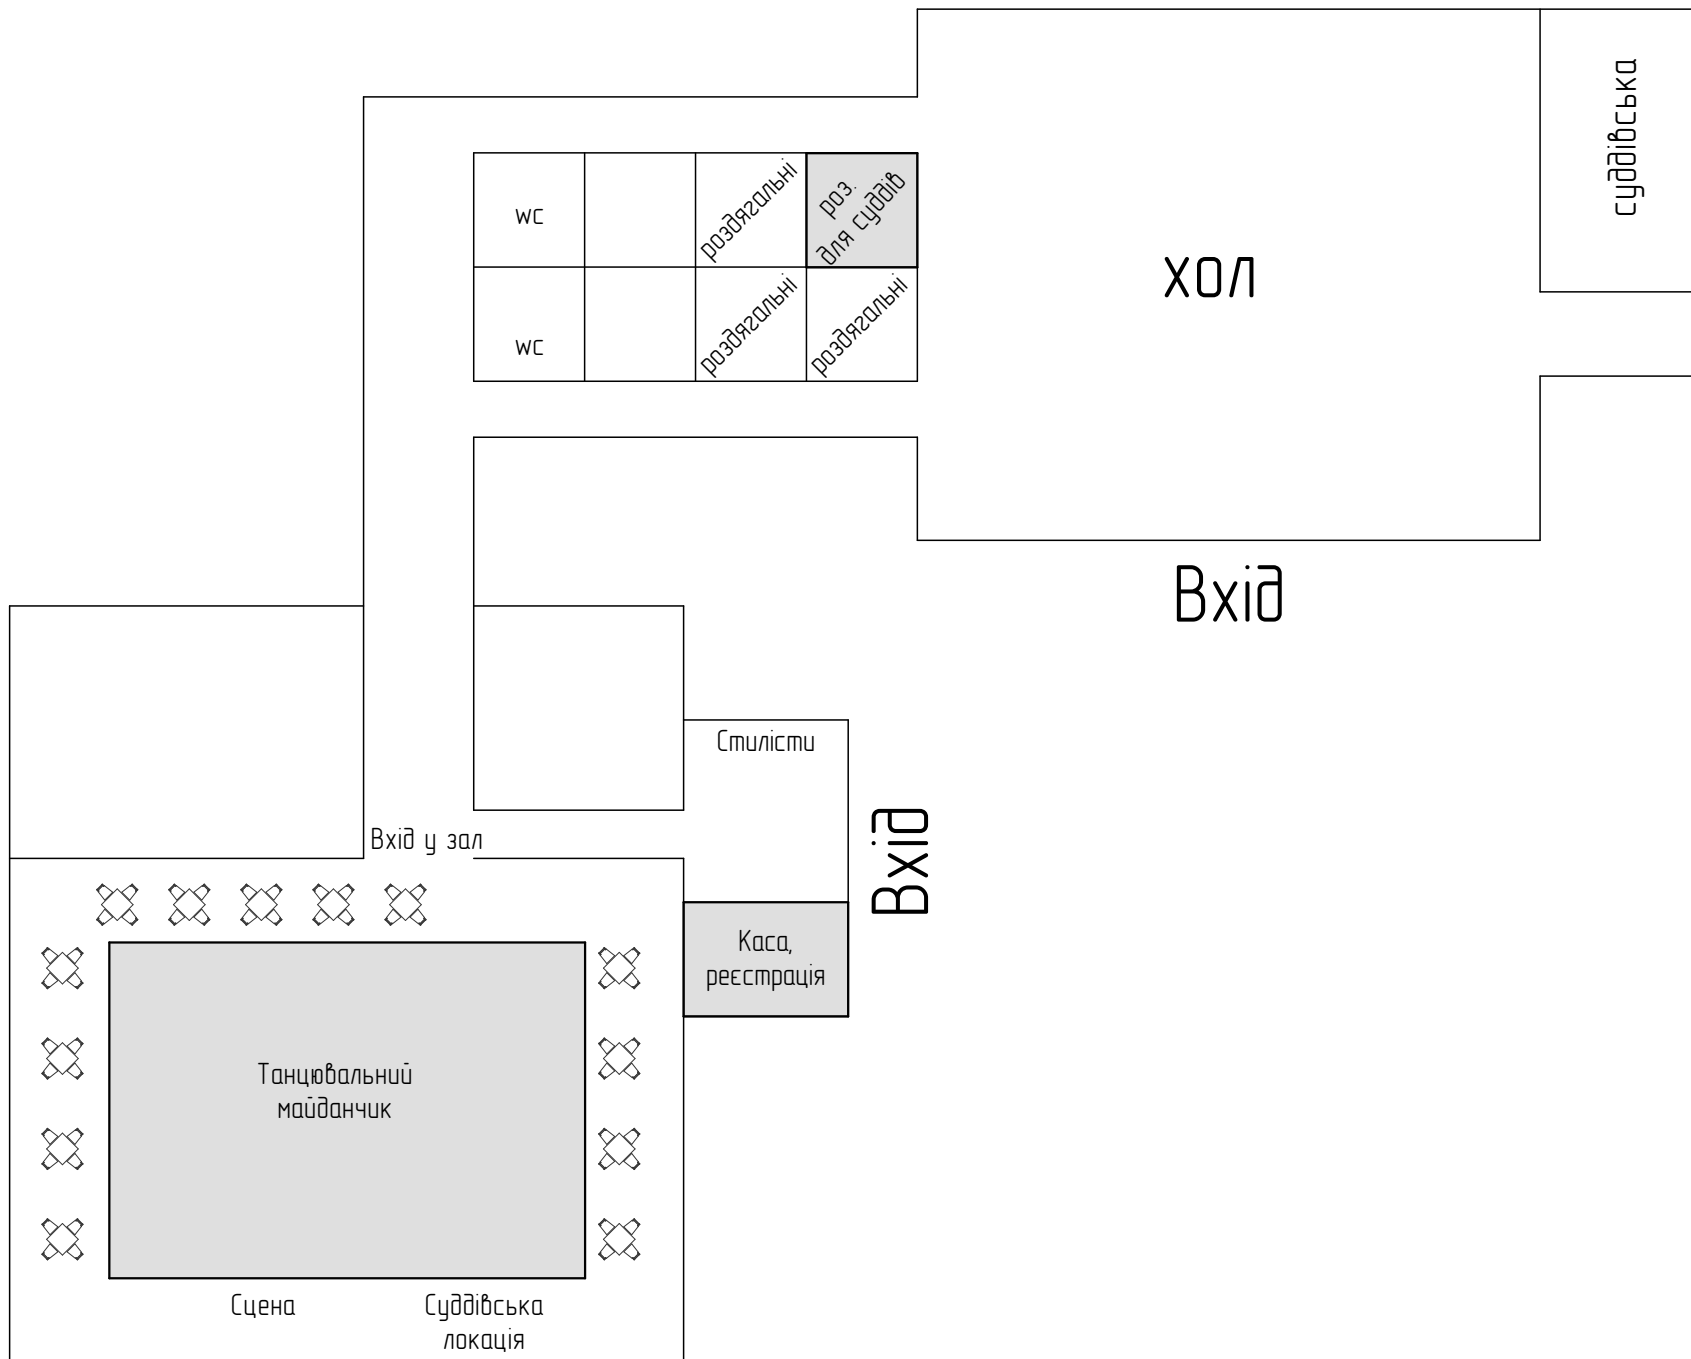 суддівська
wc
роздягальні
роз.
для суддів
хол
wc
роздягальні
роздягальні
Вхід
Стилісти
Вхід у зал
Вхід
Каса,
реєстрація
Танцювальний
майданчик
Сцена
Суддівська
локація